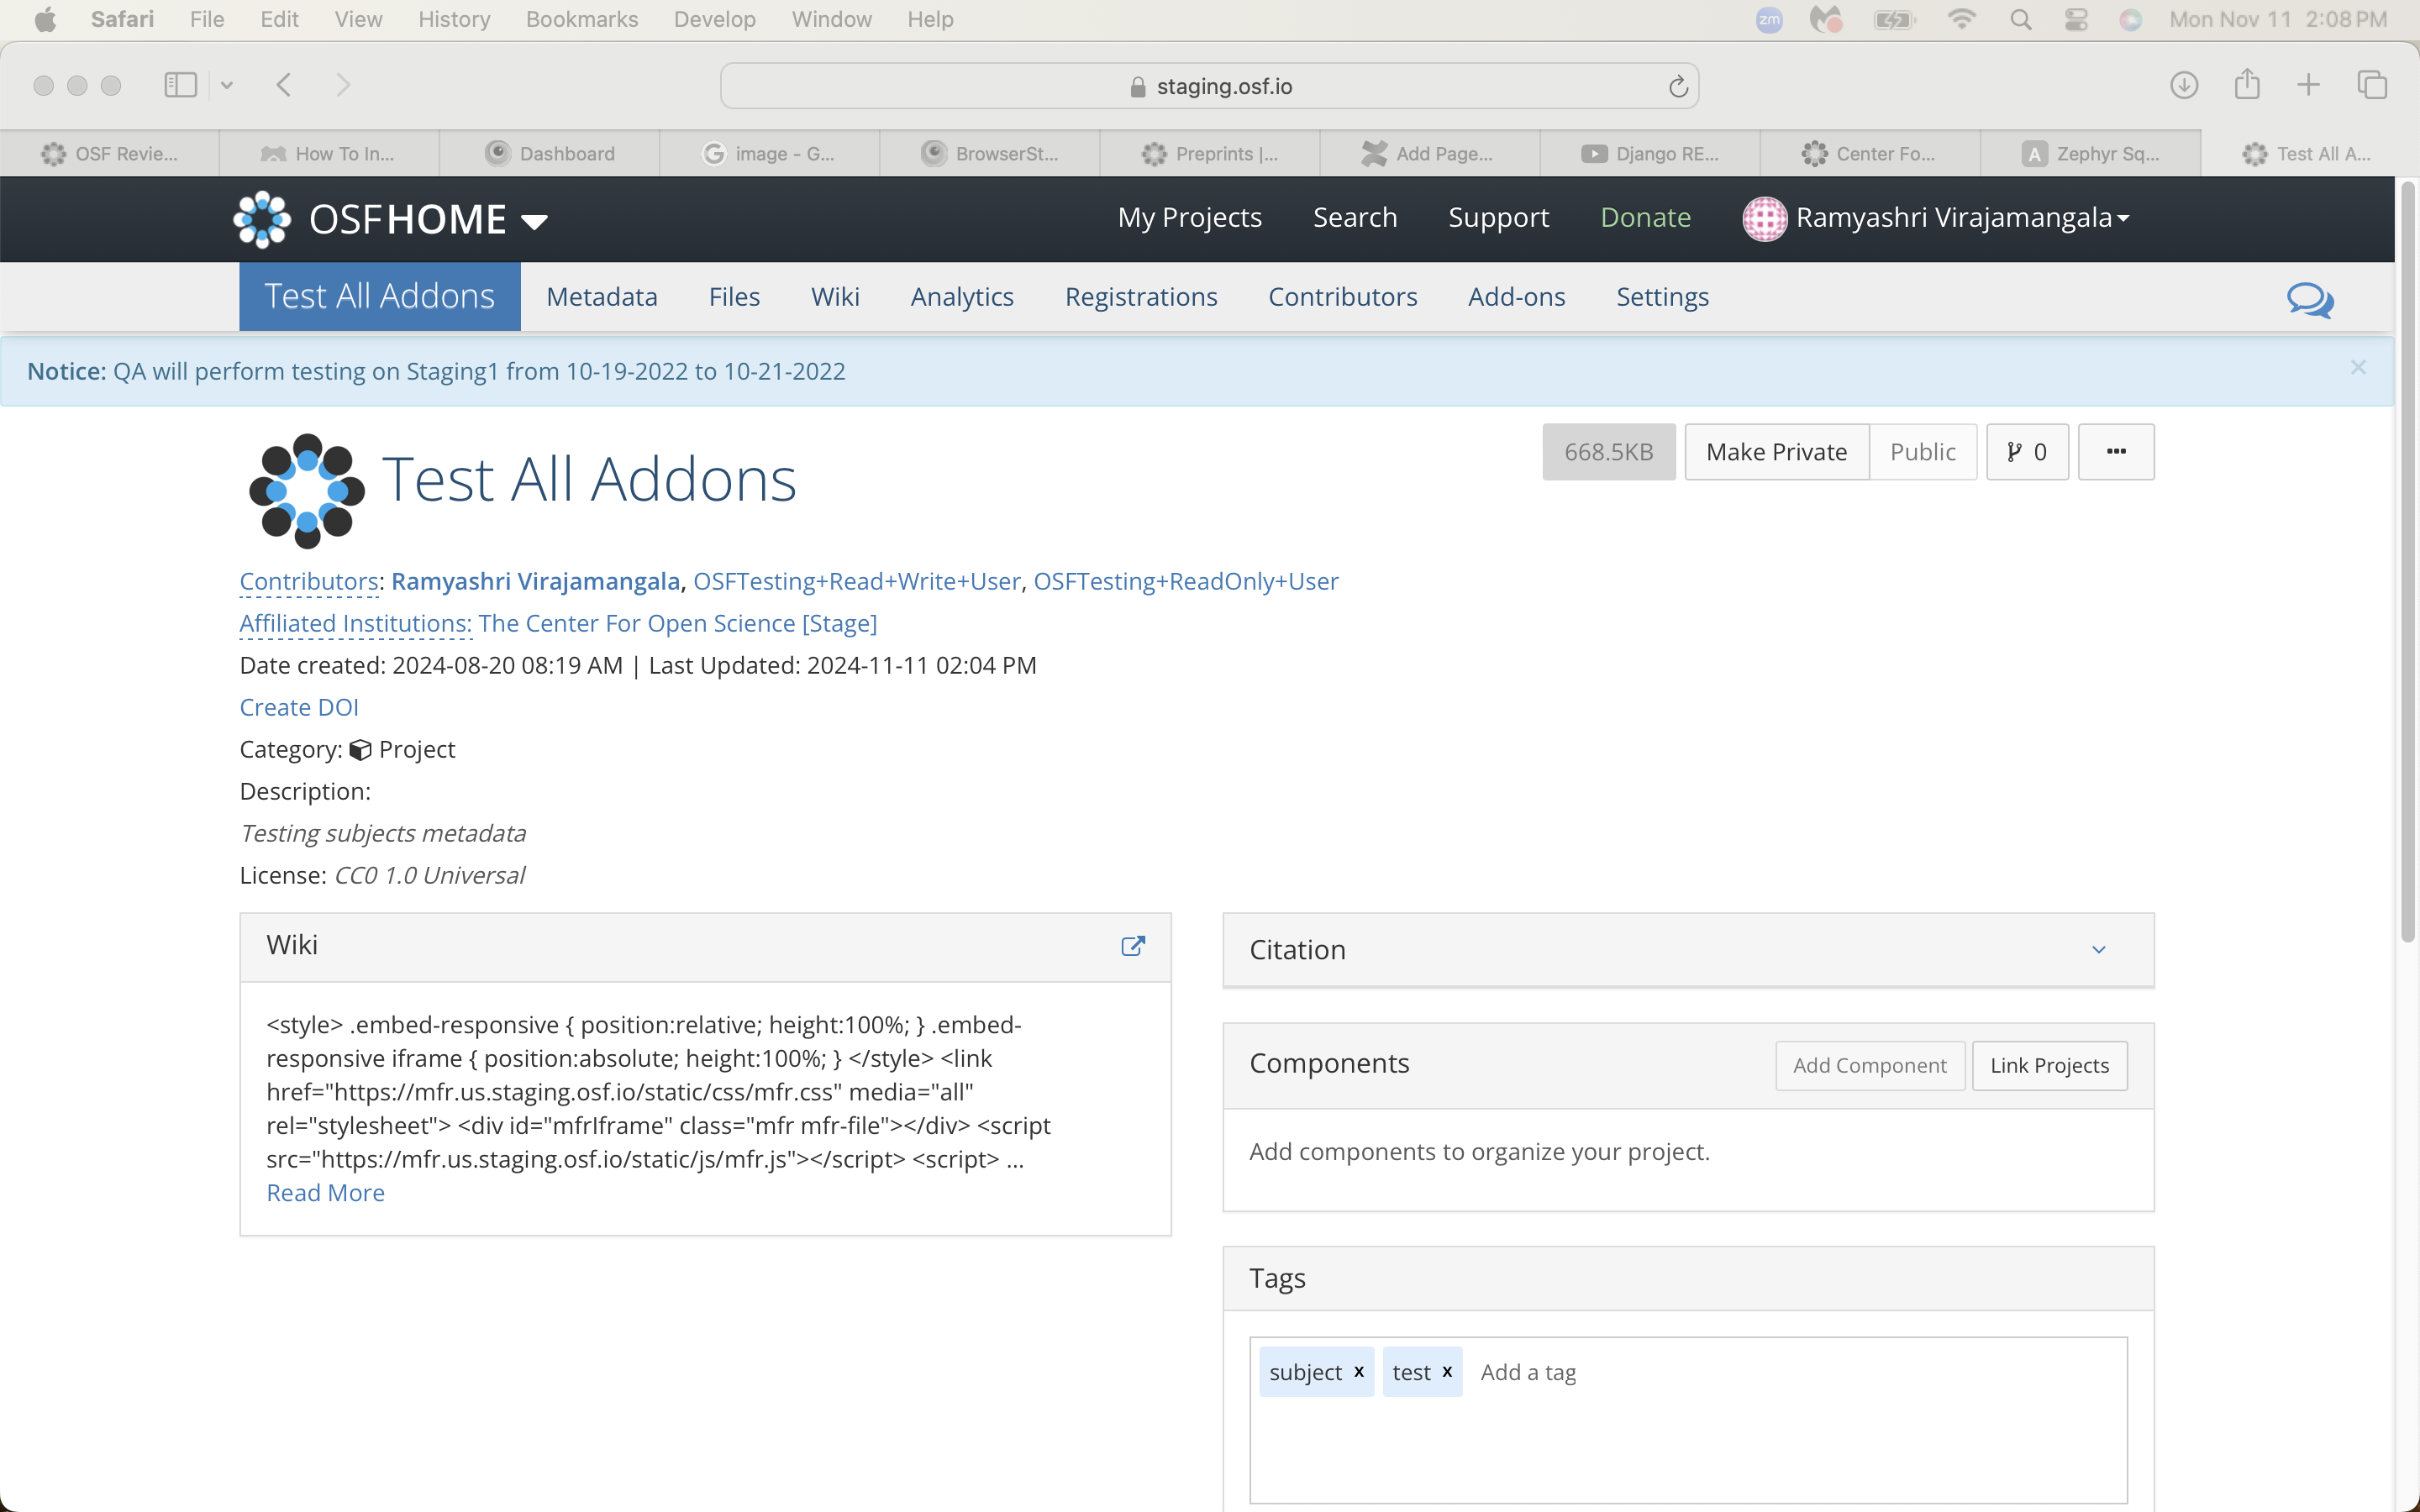 Safari File Edit View History Bookmarks Develop Window Help zm Mon Nov 11 2:08 PM
staging.osf.io
OSF Revie... How To In... Dashboard image - G... BrowserSt... Preprints |... Add Page... Django RE... Center Fo... A Zephyr Sq... Test All A...
OSFHOME My Projects Search Support Donate Ramyashri Virajamangala
Test All Addons Metadata Files Wiki Analytics Registrations Contributors Add-ons Settings
Notice: QA will perform testing on Staging1 from 10-19-2022 to 10-21-2022 ×
668.5KB Make Private Public 0 ...
Test All Addons
Contributors: Ramyashri Virajamangala, OSFTesting+Read+Write+User, OSFTesting+ReadOnly+User
Affiliated Institutions: The Center For Open Science [Stage]
Date created: 2024-08-20 08:19 AM | Last Updated: 2024-11-11 02:04 PM
Create DOI
Category: Project
Description:
Testing subjects metadata
License: CC0 1.0 Universal
Wiki
<style> .embed-responsive { position:relative; height:100%; } .embed-
responsive iframe { position:absolute; height:100%; } </style> <link
href="https://mfr.us.staging.osf.io/static/css/mfr.css" media="all"
rel="stylesheet"> <div id="mfrIframe" class="mfr mfr-file"></div> <script
src="https://mfr.us.staging.osf.io/static/js/mfr.js"></script> <script> ...
Read More
Citation
Components Add Component Link Projects
Add components to organize your project.
Tags
subject x test x Add a tag